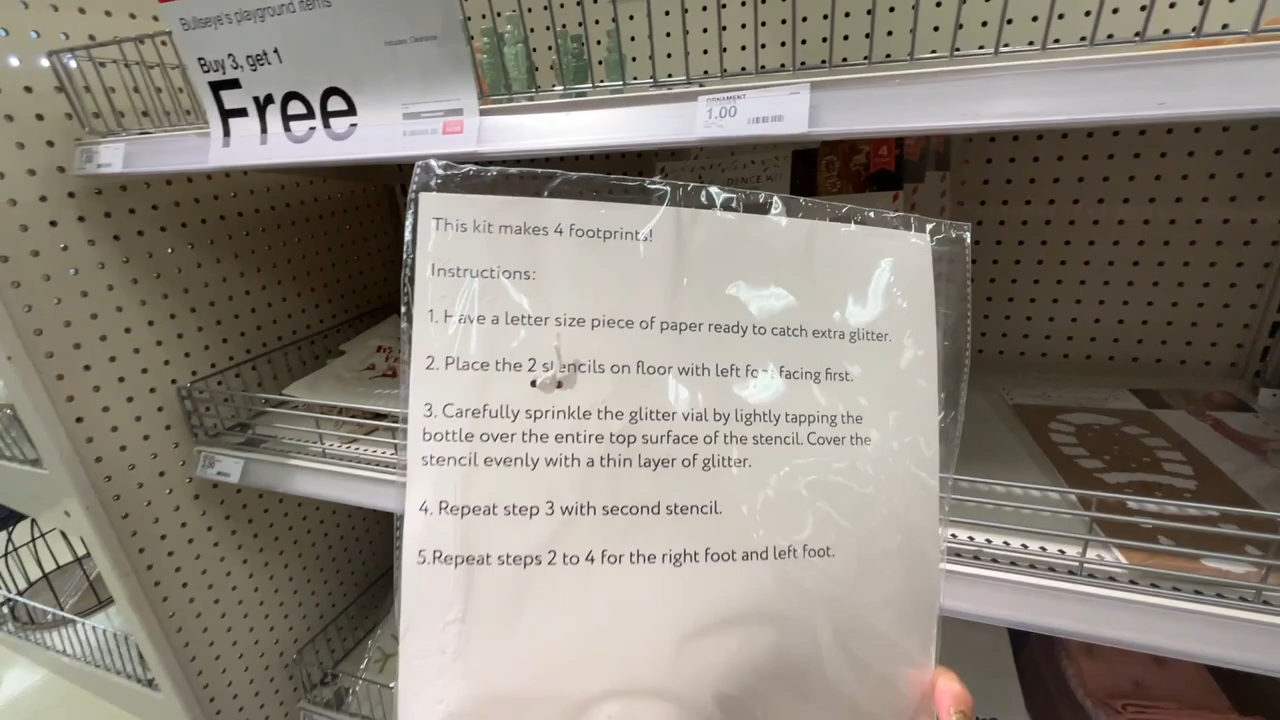 Bullseye's playground items
Buy 3, get 1
Free
Includes Clearance
ORNAMENT
1.00
4
This kit makes 4 footprints!
Instructions:
1. Have a letter size piece of paper ready to catch extra glitter.
2. Place the 2 stencils on floor with left foot facing first.
3. Carefully sprinkle the glitter vial by lightly tapping the
bottle over the entire top surface of the stencil. Cover the
stencil evenly with a thin layer of glitter.
4. Repeat step 3 with second stencil.
5.Repeat steps 2 to 4 for the right foot and left foot.